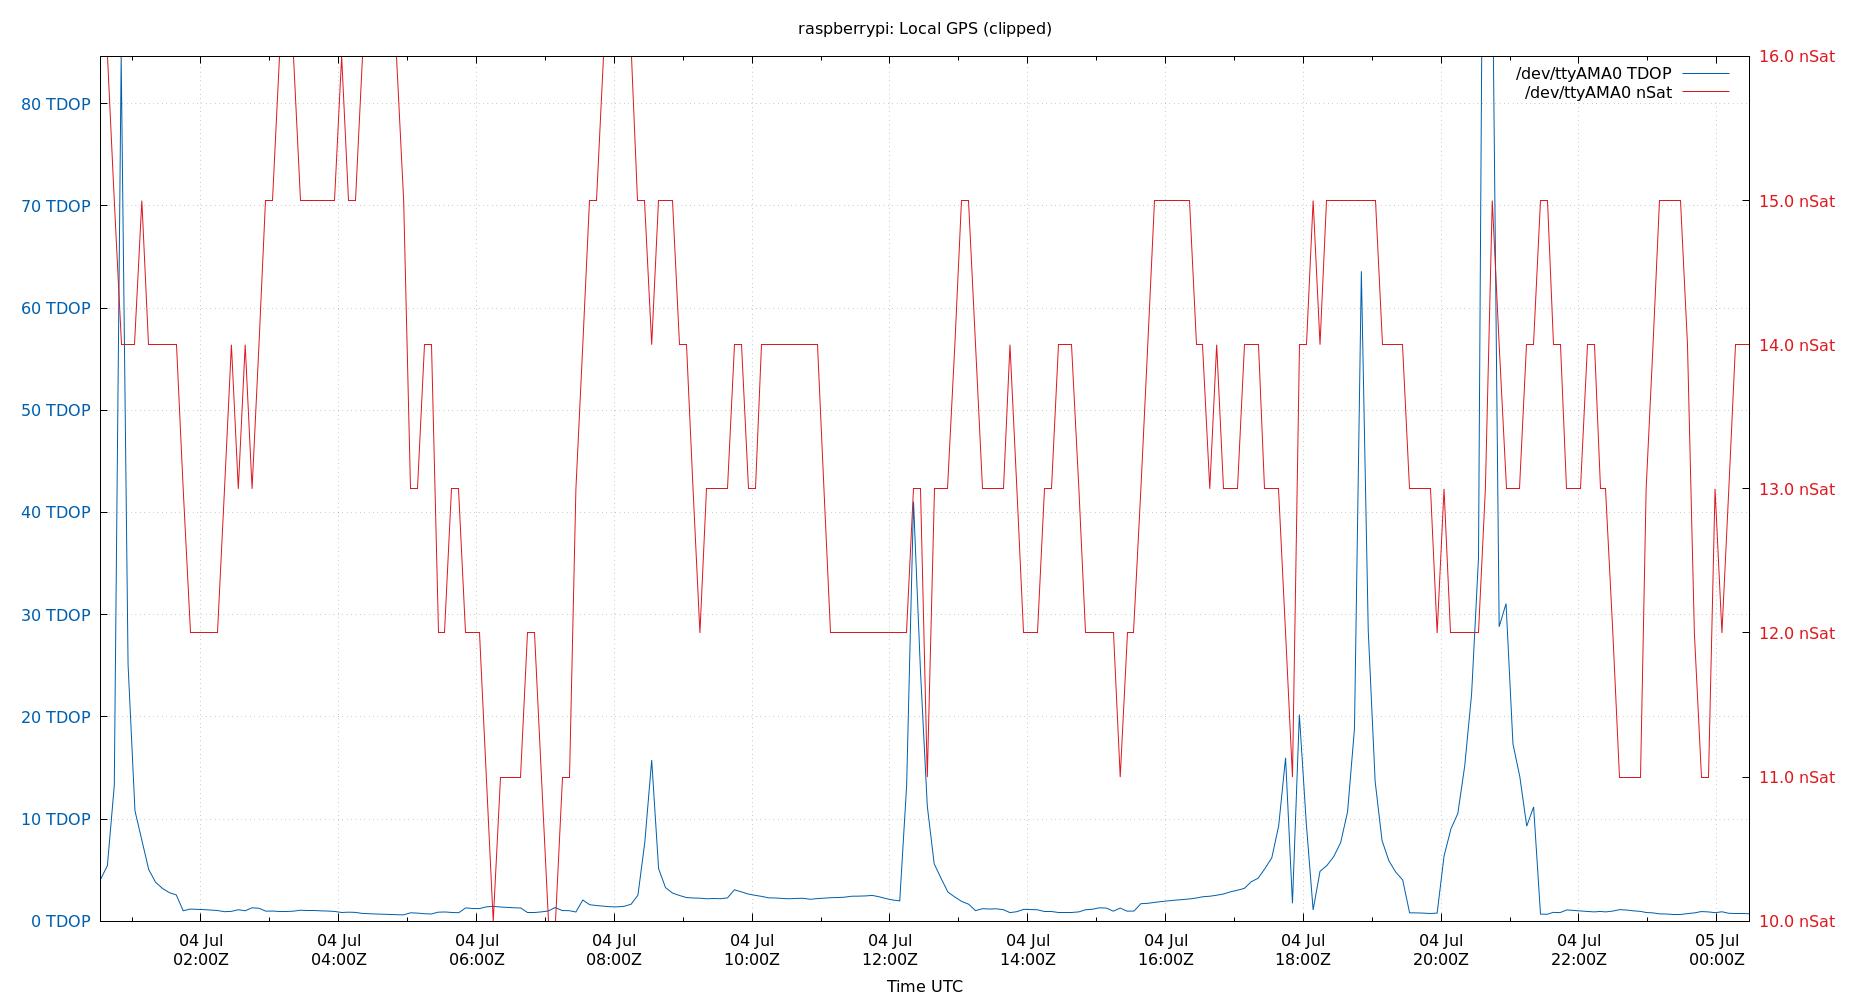 raspberrypi: Local GPS (clipped)
/dev/ttyAMA0 TDOP
/dev/ttyAMA0 nSat
80 TDOP
70 TDOP
60 TDOP
50 TDOP
40 TDOP
30 TDOP
20 TDOP
10 TDOP
0 TDOP
16.0 nSat
15.0 nSat
14.0 nSat
13.0 nSat
12.0 nSat
11.0 nSat
10.0 nSat
04 Jul
02:00Z
04 Jul
04:00Z
04 Jul
06:00Z
04 Jul
08:00Z
04 Jul
10:00Z
04 Jul
12:00Z
04 Jul
14:00Z
04 Jul
16:00Z
04 Jul
18:00Z
04 Jul
20:00Z
04 Jul
22:00Z
05 Jul
00:00Z
Time UTC